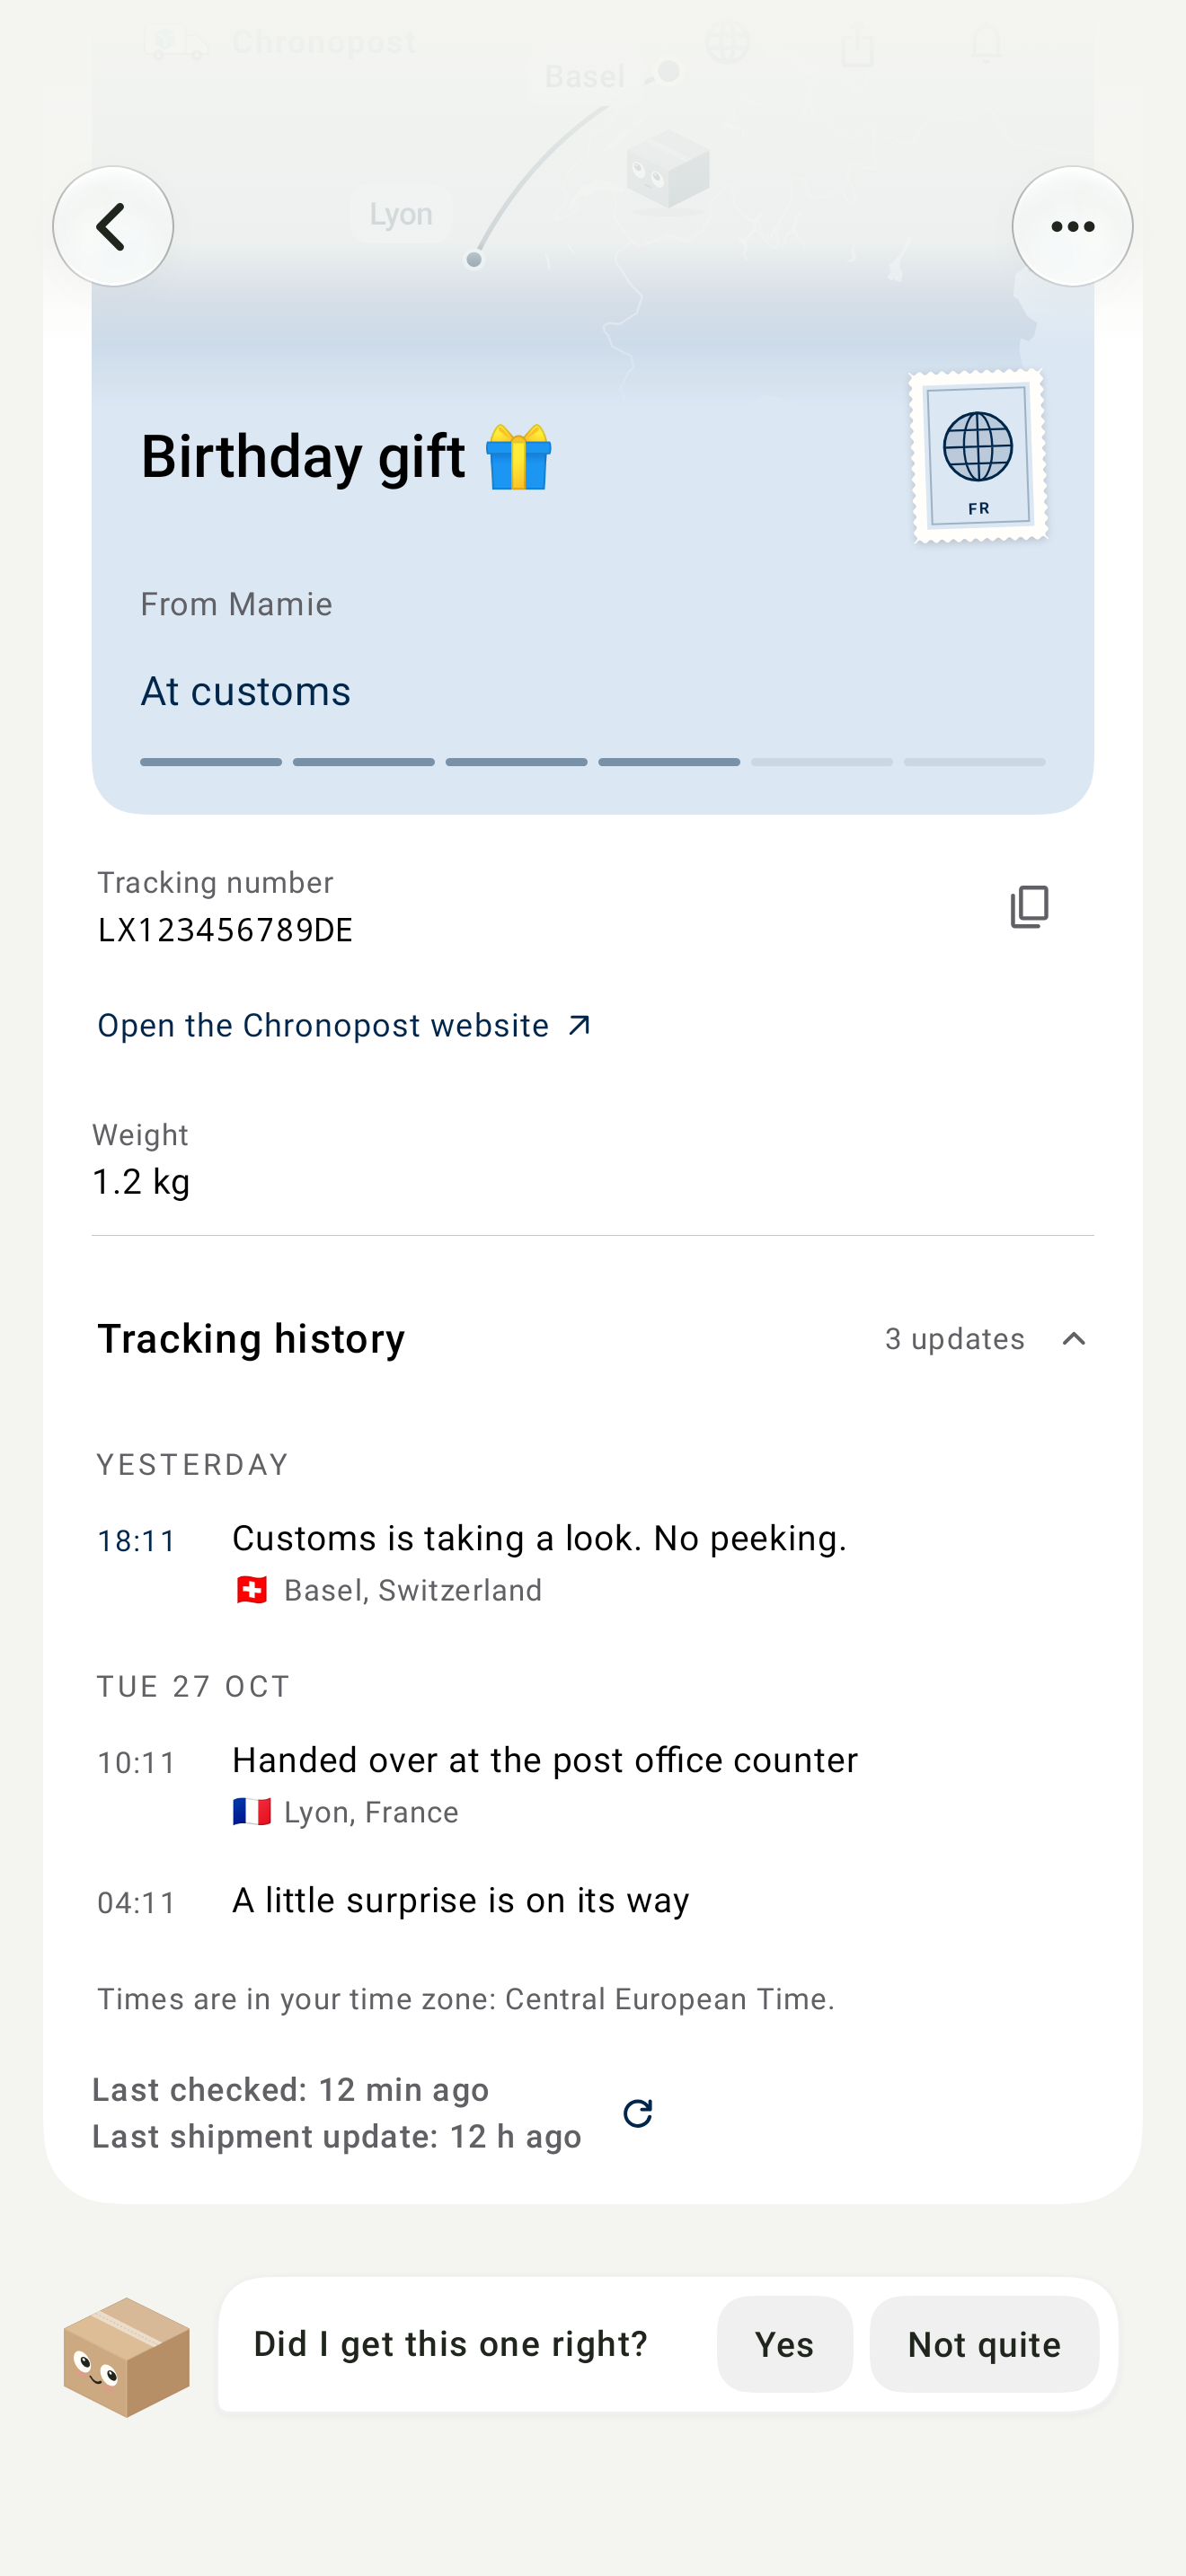 Chronopost
Basel
Lyon
Birthday gift 🎁
FR
From Mamie
At customs
Tracking number
LX123456789DE
Open the Chronopost website
Weight
1.2 kg
Tracking history
3 updates
YESTERDAY
18:11 Customs is taking a look. No peeking.
🇨🇭 Basel, Switzerland
TUE 27 OCT
10:11 Handed over at the post office counter
🇫🇷 Lyon, France
04:11 A little surprise is on its way
Times are in your time zone: Central European Time.
Last checked: 12 min ago
Last shipment update: 12 h ago
Did I get this one right? Yes Not quite